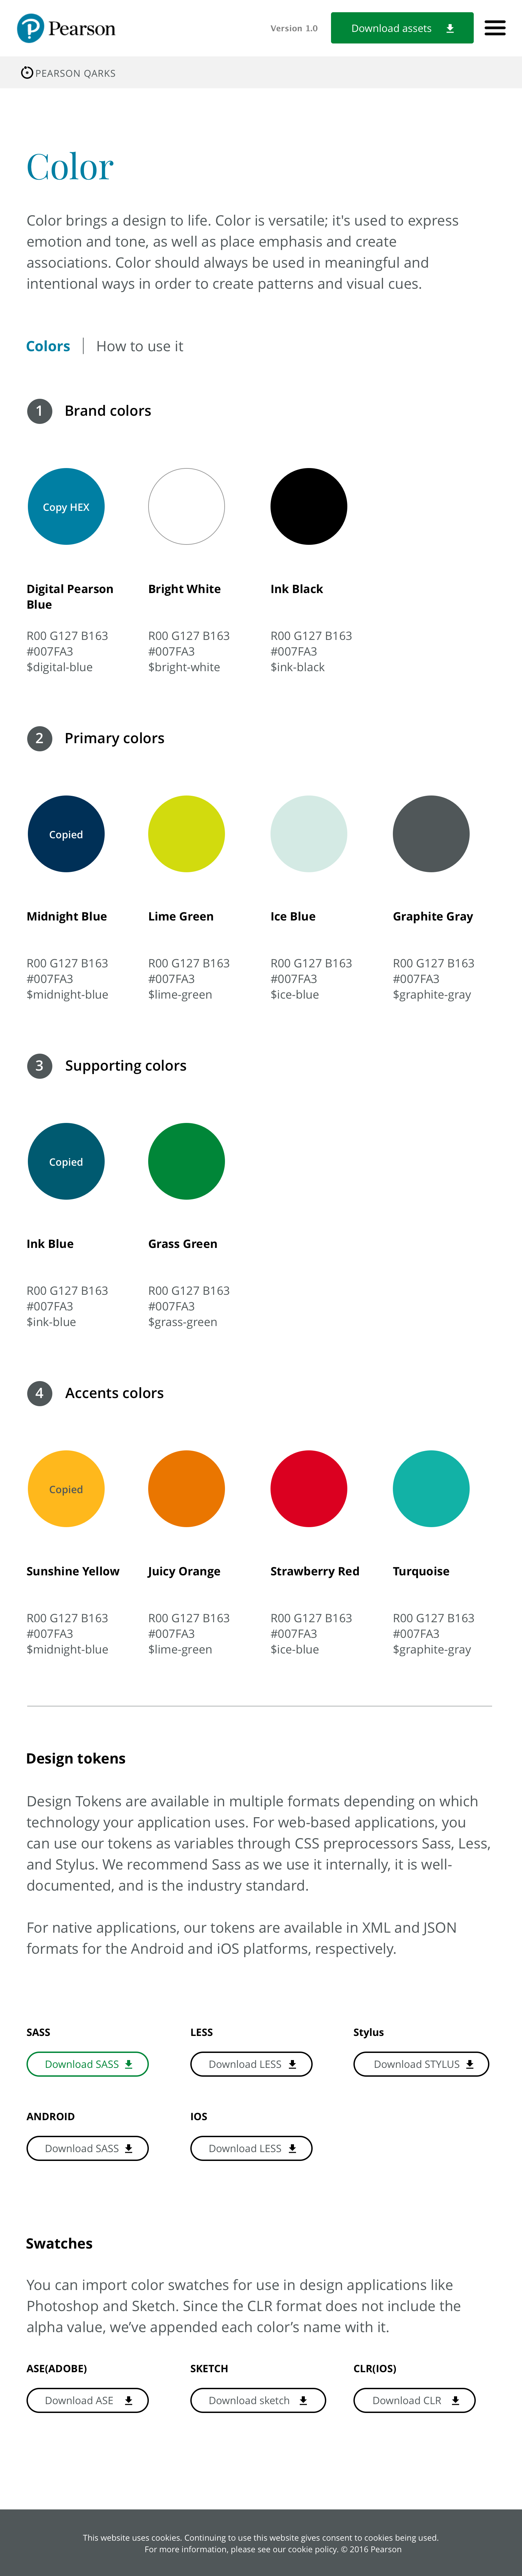 Pearson
Version 1.0
Download assets
PEARSON QARKS
Color
Color brings a design to life. Color is versatile; it's used to express
emotion and tone, as well as place emphasis and create
associations. Color should always be used in meaningful and
intentional ways in order to create patterns and visual cues.
Colors | How to use it
1 Brand colors
Copy HEX
Digital Pearson
Blue
R00 G127 B163
#007FA3
$digital-blue
Bright White
R00 G127 B163
#007FA3
$bright-white
Ink Black
R00 G127 B163
#007FA3
$ink-black
2 Primary colors
Copied
Midnight Blue
R00 G127 B163
#007FA3
$midnight-blue
Lime Green
R00 G127 B163
#007FA3
$lime-green
Ice Blue
R00 G127 B163
#007FA3
$ice-blue
Graphite Gray
R00 G127 B163
#007FA3
$graphite-gray
3 Supporting colors
Copied
Ink Blue
R00 G127 B163
#007FA3
$ink-blue
Grass Green
R00 G127 B163
#007FA3
$grass-green
4 Accents colors
Copied
Sunshine Yellow
R00 G127 B163
#007FA3
$midnight-blue
Juicy Orange
R00 G127 B163
#007FA3
$lime-green
Strawberry Red
R00 G127 B163
#007FA3
$ice-blue
Turquoise
R00 G127 B163
#007FA3
$graphite-gray
Design tokens
Design Tokens are available in multiple formats depending on which
technology your application uses. For web-based applications, you
can use our tokens as variables through CSS preprocessors Sass, Less,
and Stylus. We recommend Sass as we use it internally, it is well-
documented, and is the industry standard.
For native applications, our tokens are available in XML and JSON
formats for the Android and iOS platforms, respectively.
SASS
Download SASS
LESS
Download LESS
Stylus
Download STYLUS
ANDROID
Download SASS
IOS
Download LESS
Swatches
You can import color swatches for use in design applications like
Photoshop and Sketch. Since the CLR format does not include the
alpha value, we’ve appended each color’s name with it.
ASE(ADOBE)
Download ASE
SKETCH
Download sketch
CLR(IOS)
Download CLR
This website uses cookies. Continuing to use this website gives consent to cookies being used.
For more information, please see our cookie policy. © 2016 Pearson